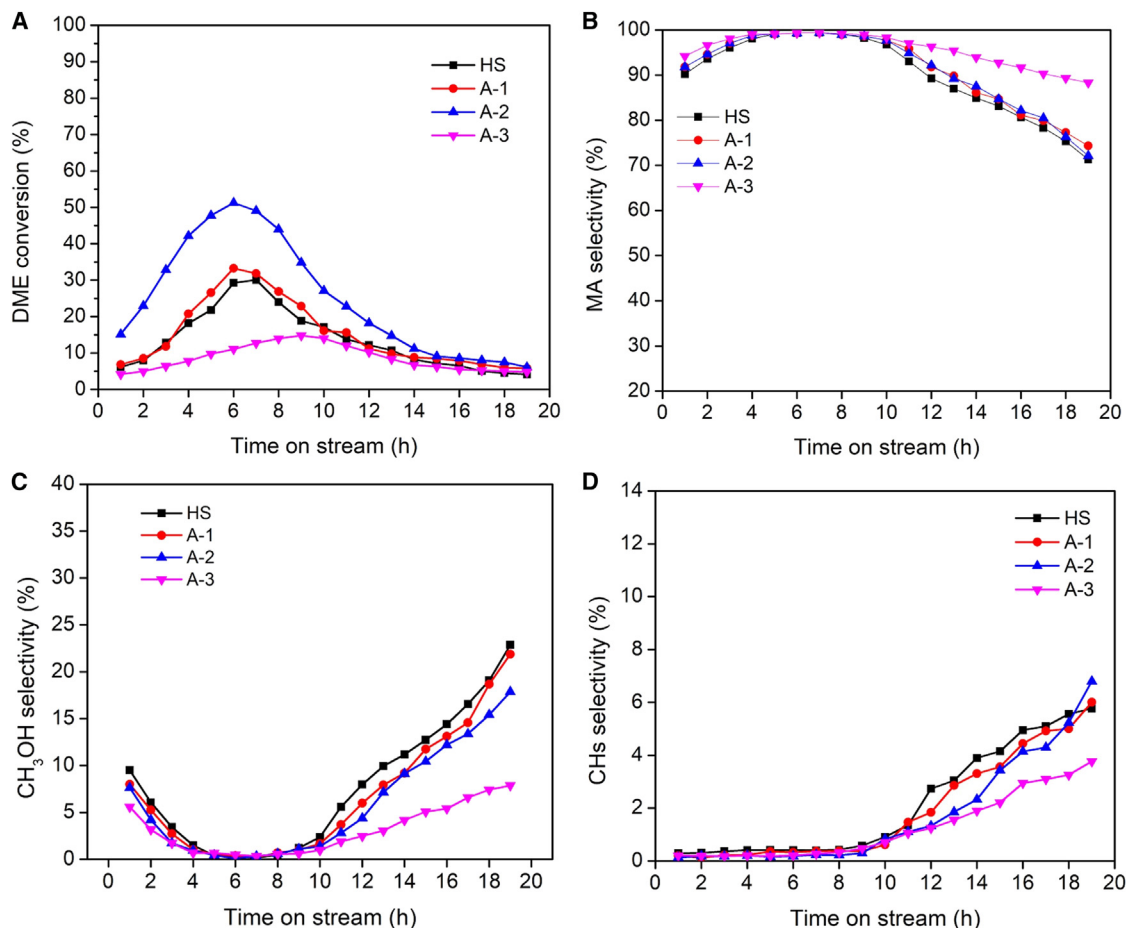 A
DME conversion (%)
100
90
80
70
60
50
40
30
20
10
0
HS
A-1
A-2
A-3
0 2 4 6 8 10 12 14 16 18 20
Time on stream (h)
B
MA selectivity (%)
100
90
80
70
60
50
40
30
20
HS
A-1
A-2
A-3
0 2 4 6 8 10 12 14 16 18 20
Time on stream (h)
C
CH₃OH selectivity (%)
40
35
30
25
20
15
10
5
0
HS
A-1
A-2
A-3
0 2 4 6 8 10 12 14 16 18 20
Time on stream (h)
D
CHs selectivity (%)
14
12
10
8
6
4
2
0
HS
A-1
A-2
A-3
0 2 4 6 8 10 12 14 16 18 20
Time on stream (h)